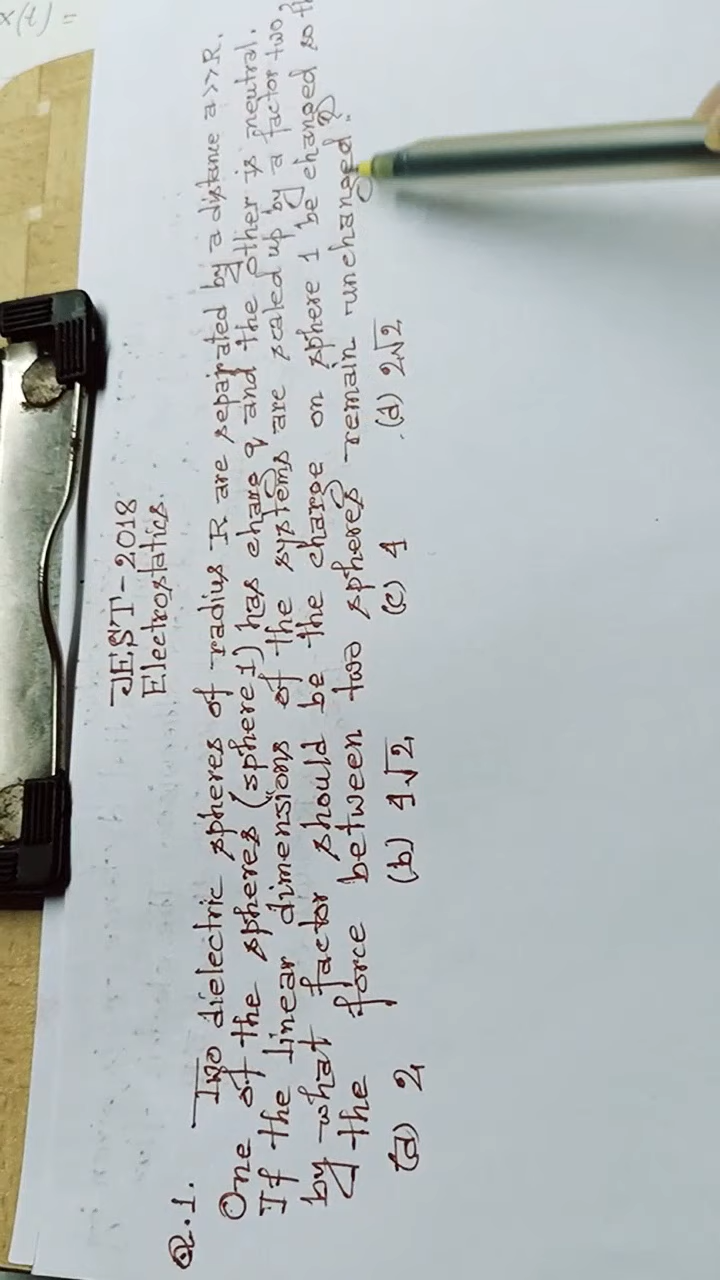 x(t) =
JEST-2018
Electrostatics.
Q.1. Two dielectric spheres of radius R are separated by a distance a>>R.
One of the spheres (sphere 1) has charge q and the other is neutral.
If the linear dimensions of the systems are scaled up by a factor two,
by what factor should be the charge on sphere 1 be changed so
the force between two spheres remain unchanged?
(a) 2 (b) 4√2 (c) 4 (d) 2√2